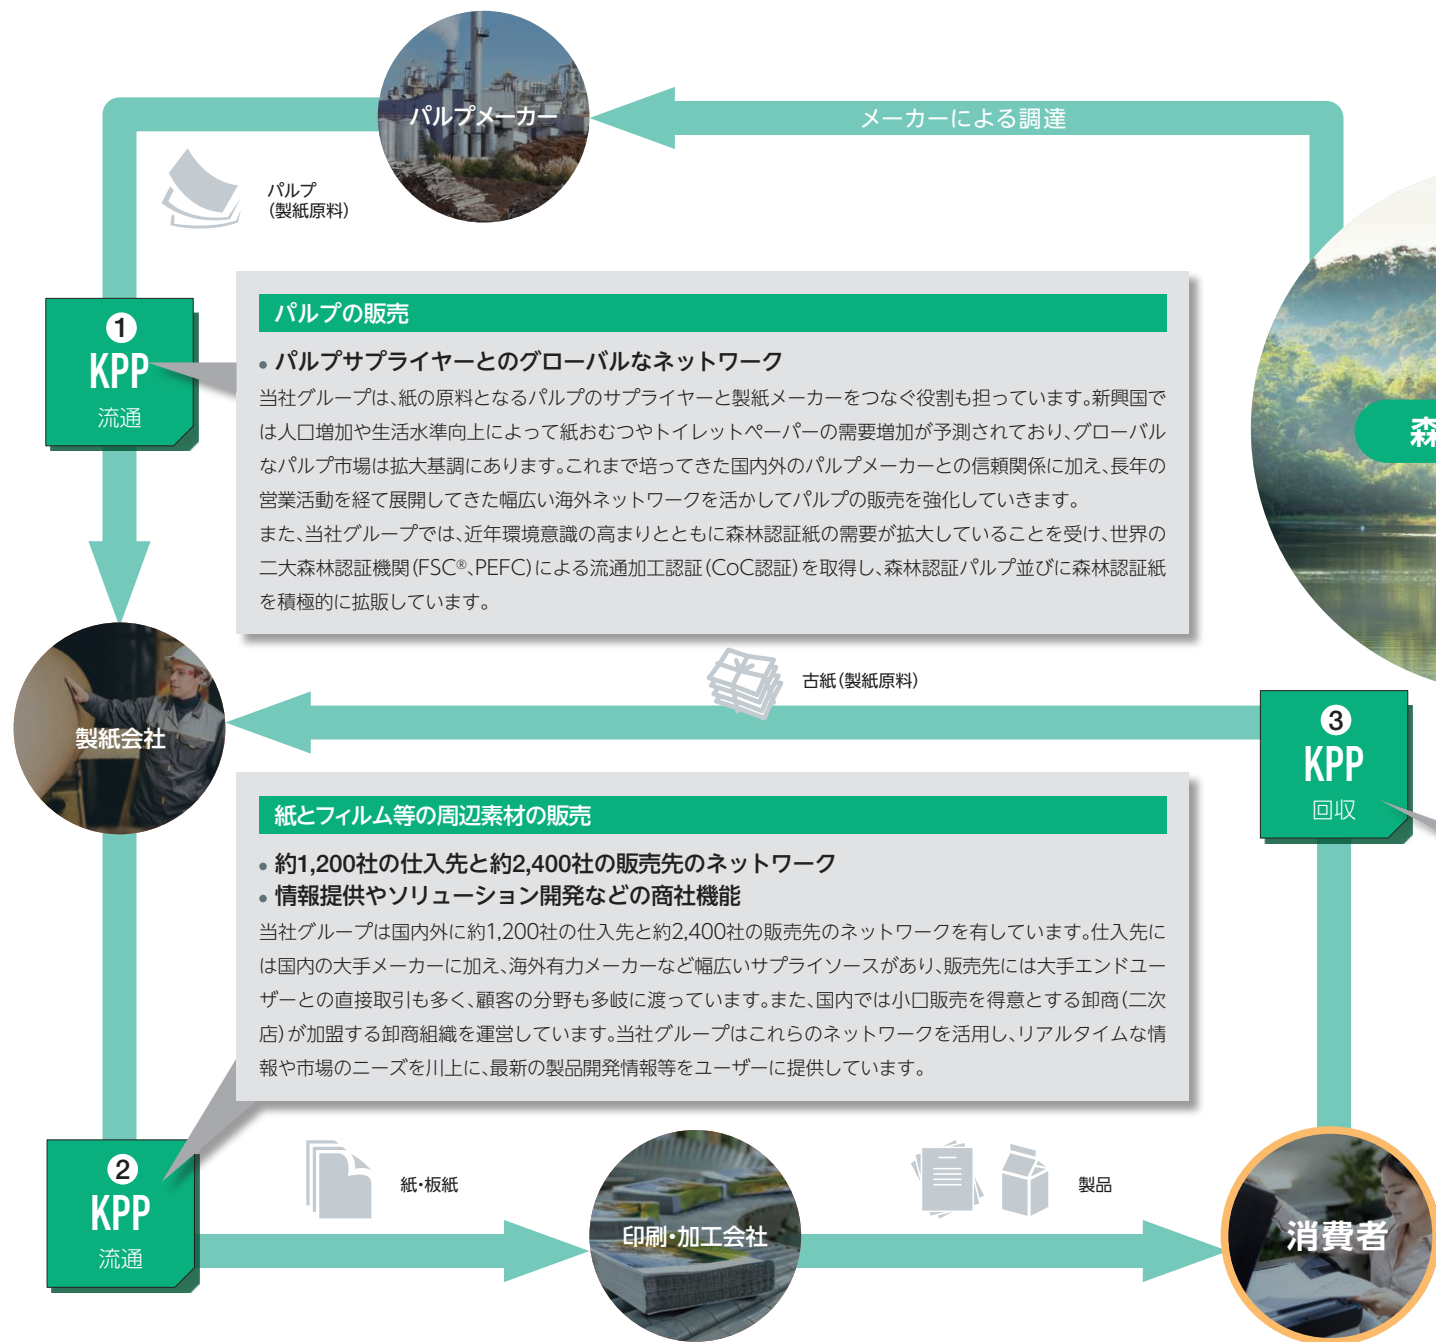 パルプメーカー
メーカーによる調達
パルプ
(製紙原料)
1
KPP
流通
パルプの販売
• パルプサプライヤーとのグローバルなネットワーク
当社グループは、紙の原料となるパルプのサプライヤーと製紙メーカーをつなぐ役割も担っています。新興国で
は人口増加や生活水準向上によって紙おむつやトイレットペーパーの需要増加が予測されており、グローバル
なパルプ市場は拡大基調にあります。これまで培ってきた国内外のパルプメーカーとの信頼関係に加え、長年の
営業活動を経て展開してきた幅広い海外ネットワークを活かしてパルプの販売を強化していきます。
また、当社グループでは、近年環境意識の高まりとともに森林認証紙の需要が拡大していることを受け、世界の
二大森林認証機関(FSC®、PEFC)による流通加工認証(CoC認証)を取得し、森林認証パルプ並びに森林認証紙
を積極的に拡販しています。
森
古紙(製紙原料)
製紙会社
3
KPP
回収
紙とフィルム等の周辺素材の販売
• 約1,200社の仕入先と約2,400社の販売先のネットワーク
• 情報提供やソリューション開発などの商社機能
当社グループは国内外に約1,200社の仕入先と約2,400社の販売先のネットワークを有しています。仕入先に
は国内の大手メーカーに加え、海外有力メーカーなど幅広いサプライソースがあり、販売先には大手エンドユー
ザーとの直接取引も多く、顧客の分野も多岐に渡っています。また、国内では小口販売を得意とする卸商(二次
店)が加盟する卸商組織を運営しています。当社グループはこれらのネットワークを活用し、リアルタイムな情
報や市場のニーズを川上に、最新の製品開発情報等をユーザーに提供しています。
2
KPP
流通
紙・板紙
印刷・加工会社
製品
消費者